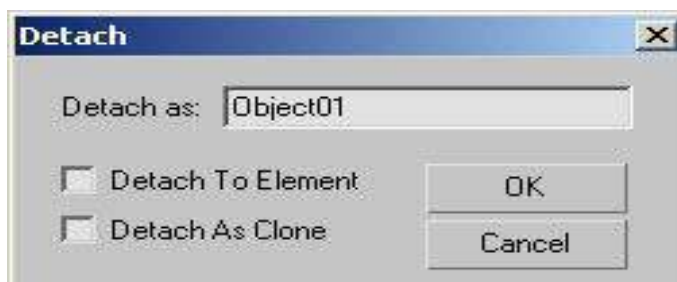 Detach
Detach as: Object01
Detach To Element
OK
Detach As Clone
Cancel